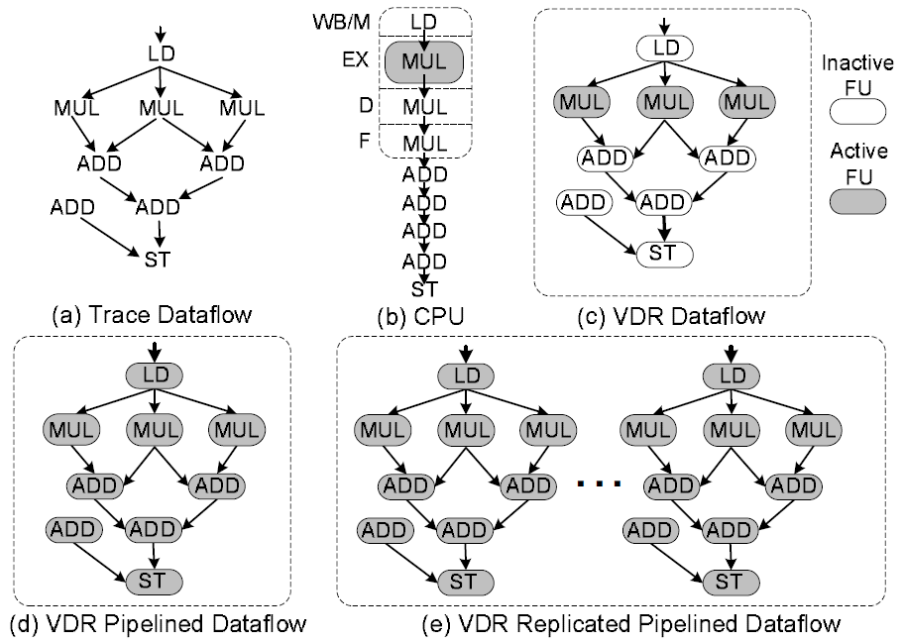 WB/M LD
EX MUL
D MUL
F MUL
ADD
ADD
ADD
ADD
ST
LD
MUL MUL MUL
ADD ADD
ADD ADD
ST
LD
MUL MUL MUL
ADD ADD
ADD ADD
ST
Inactive
FU
Active
FU
(a) Trace Dataflow
(b) CPU
(c) VDR Dataflow
LD
MUL MUL MUL
ADD ADD
ADD ADD
ST
LD
MUL MUL MUL
ADD ADD
ADD ADD
ST
...
LD
MUL MUL MUL
ADD ADD
ADD ADD
ST
(d) VDR Pipelined Dataflow
(e) VDR Replicated Pipelined Dataflow